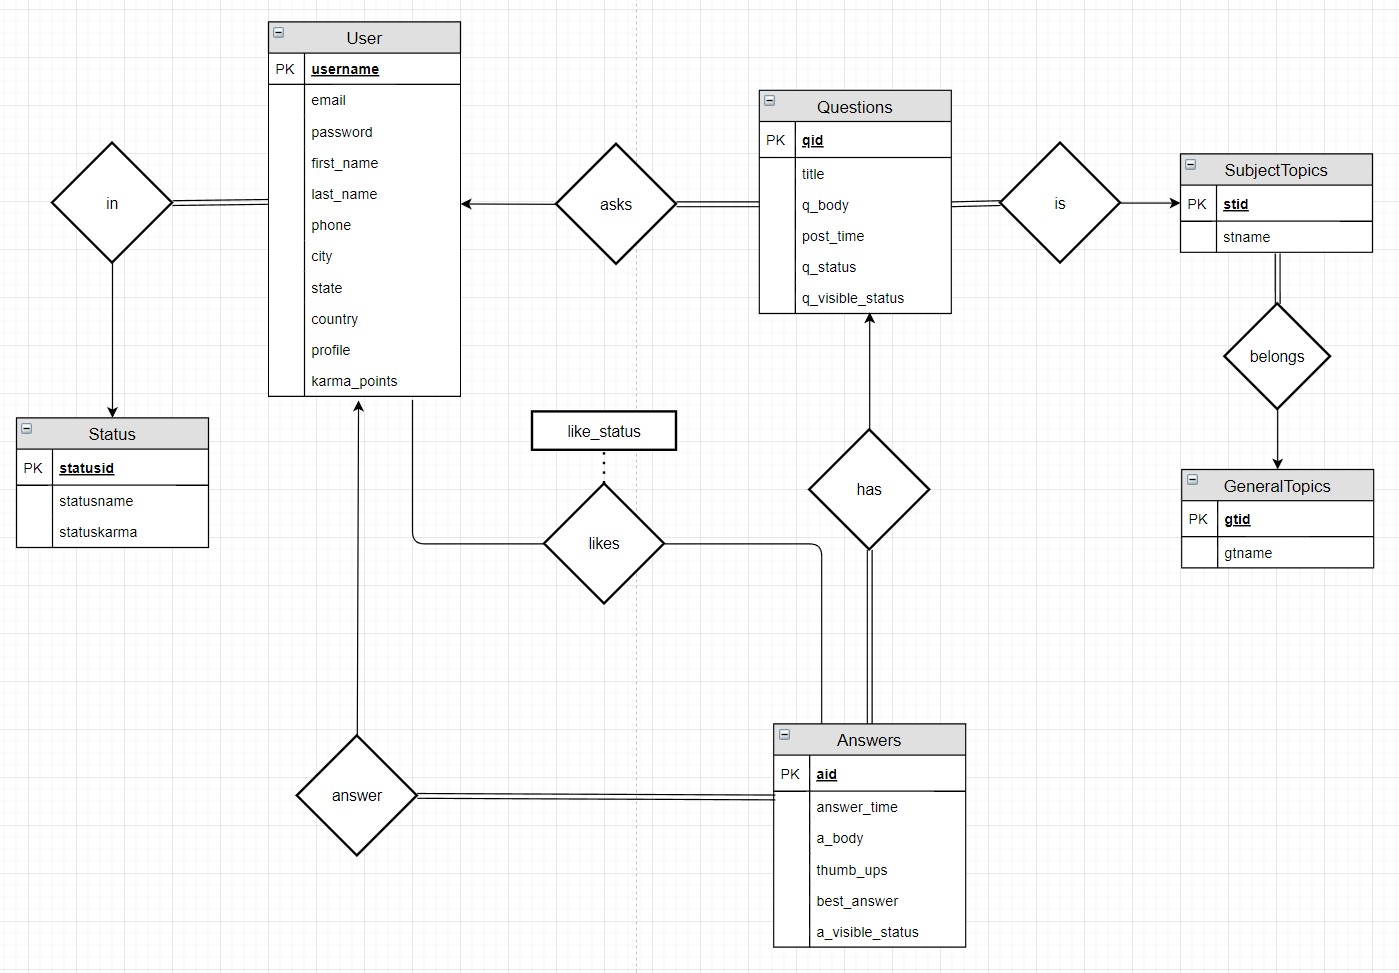 User
PK username
email
password
first_name
last_name
phone
city
state
country
profile
karma_points
in
asks
Questions
PK qid
title
q_body
post_time
q_status
q_visible_status
is
SubjectTopics
PK stid
stname
belongs
GeneralTopics
PK gtid
gtname
Status
PK statusid
statusname
statuskarma
like_status
likes
has
answer
Answers
PK aid
answer_time
a_body
thumb_ups
best_answer
a_visible_status